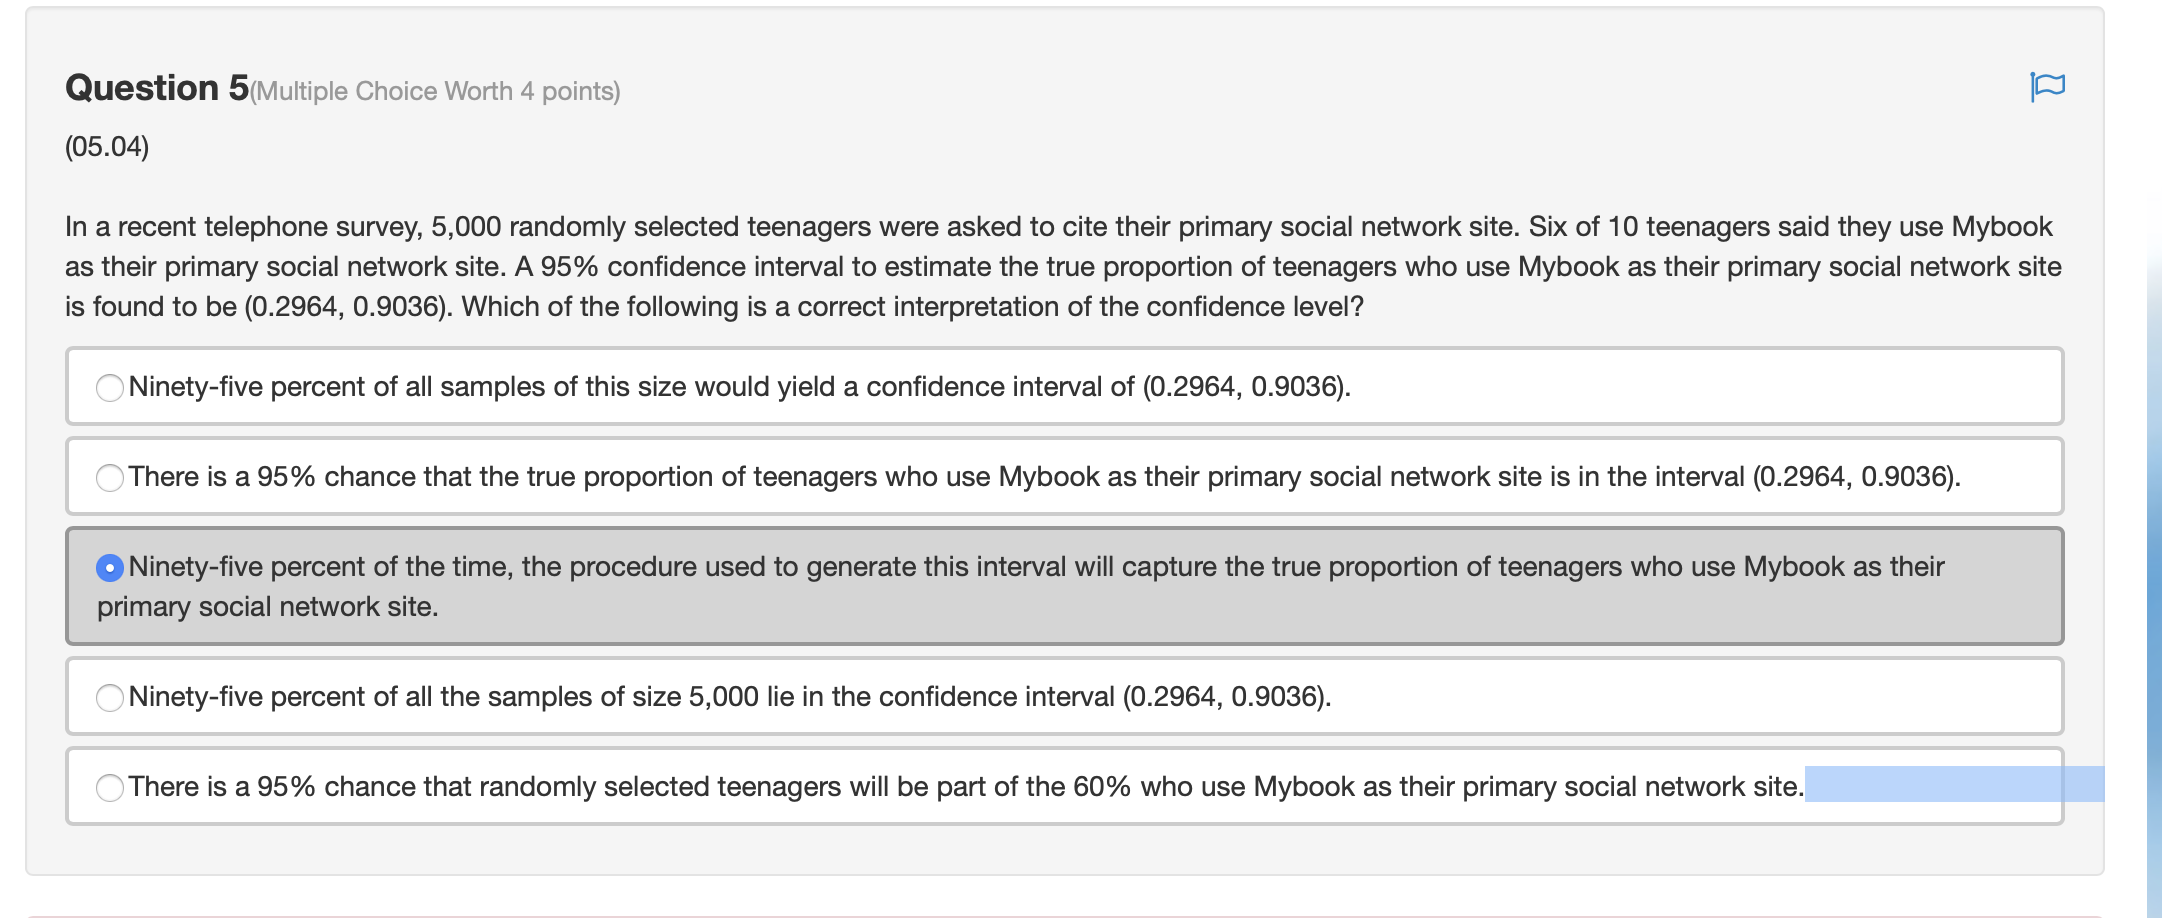 Question 5(Multiple Choice Worth 4 points)
(05.04)
In a recent telephone survey, 5,000 randomly selected teenagers were asked to cite their primary social network site. Six of 10 teenagers said they use Mybook
as their primary social network site. A 95% confidence interval to estimate the true proportion of teenagers who use Mybook as their primary social network site
is found to be (0.2964, 0.9036). Which of the following is a correct interpretation of the confidence level?
Ninety-five percent of all samples of this size would yield a confidence interval of (0.2964, 0.9036).
There is a 95% chance that the true proportion of teenagers who use Mybook as their primary social network site is in the interval (0.2964, 0.9036).
Ninety-five percent of the time, the procedure used to generate this interval will capture the true proportion of teenagers who use Mybook as their
primary social network site.
Ninety-five percent of all the samples of size 5,000 lie in the confidence interval (0.2964, 0.9036).
There is a 95% chance that randomly selected teenagers will be part of the 60% who use Mybook as their primary social network site.